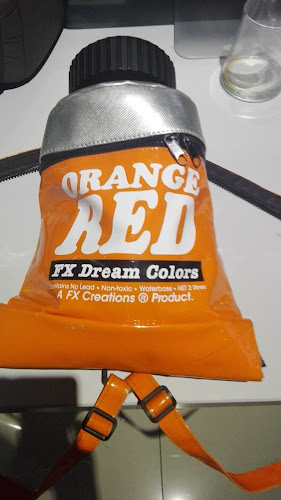 ORANGE
RED
FX Dream Colors
Contains No Lead • Non-toxic • Waterbase • NET 2 litres
A FX Creations ® Product.